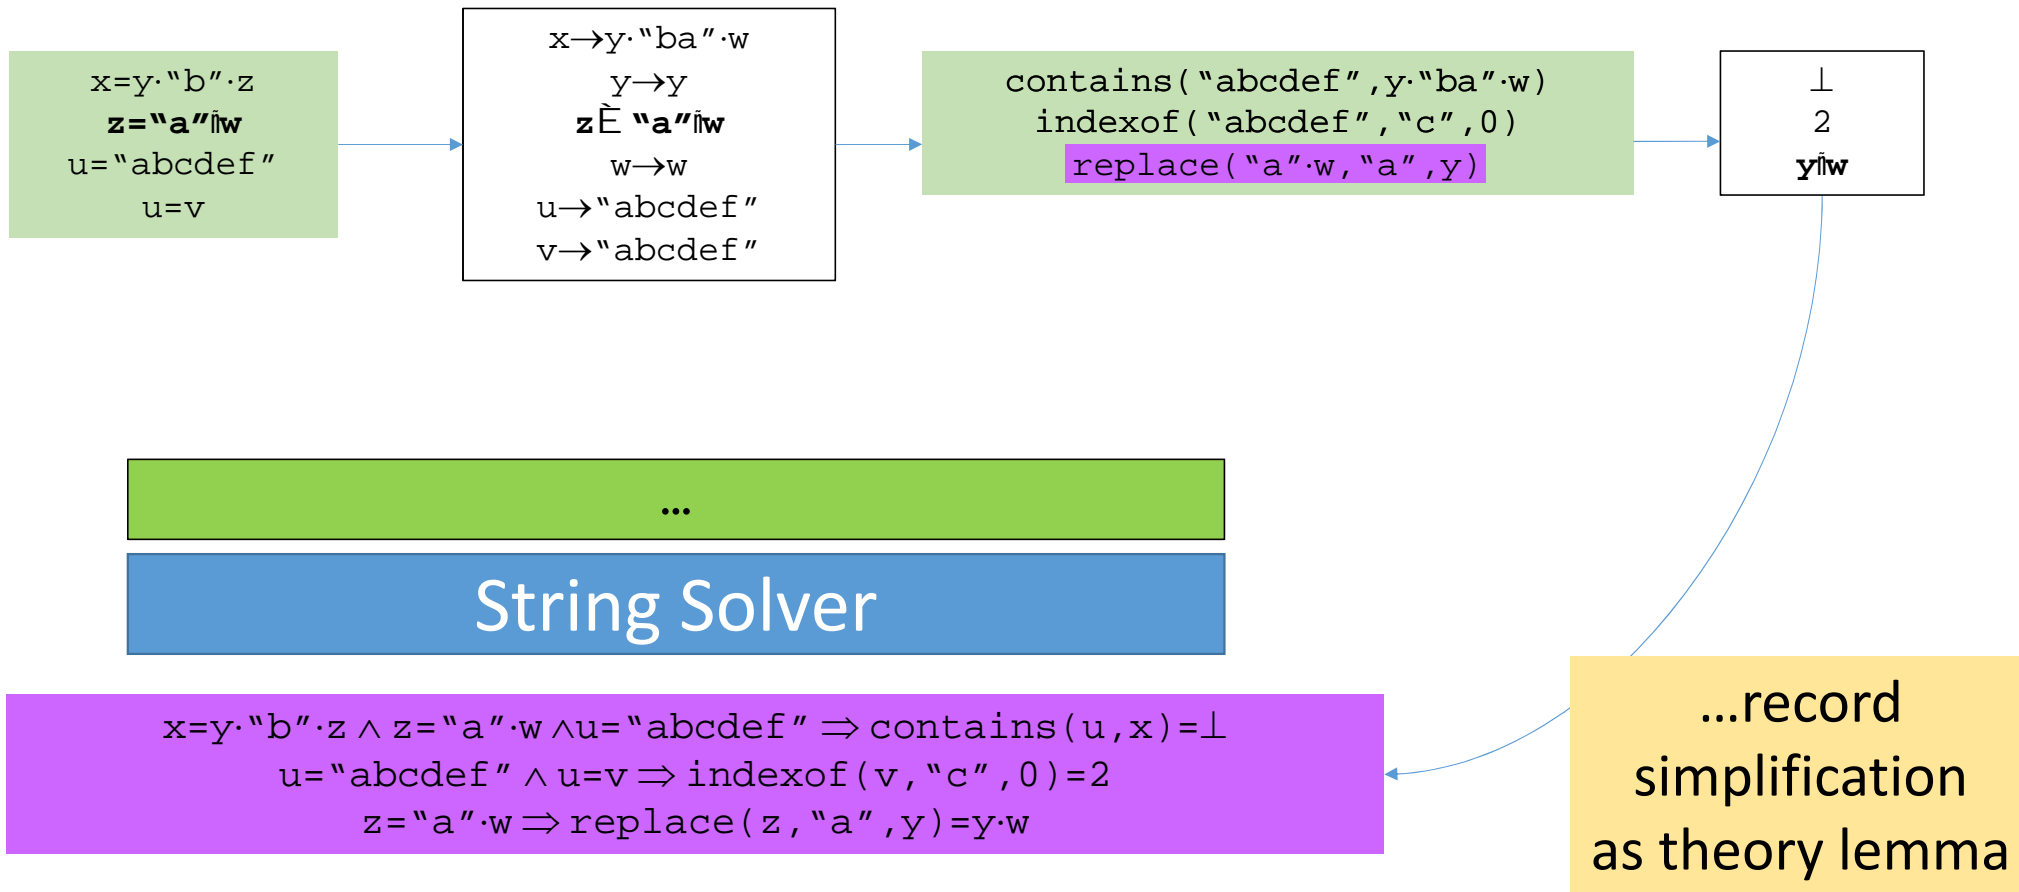 x=y·“b”·z
z=“a”·w
u=“abcdef”
u=v
x→y·“ba”·w
y→y
zÈ “a”·w
w→w
u→“abcdef”
v→“abcdef”
contains(“abcdef”,y·“ba”·w)
indexof(“abcdef”,“c”,0)
replace(“a”·w,“a”,y)
⊥
2
y·w
…
String Solver
x=y·“b”·z ∧ z=“a”·w ∧u=“abcdef” ⇒ contains(u,x)=⊥
u=“abcdef” ∧ u=v ⇒ indexof(v,“c”,0)=2
z=“a”·w ⇒ replace(z,“a”,y)=y·w
…record
simplification
as theory lemma